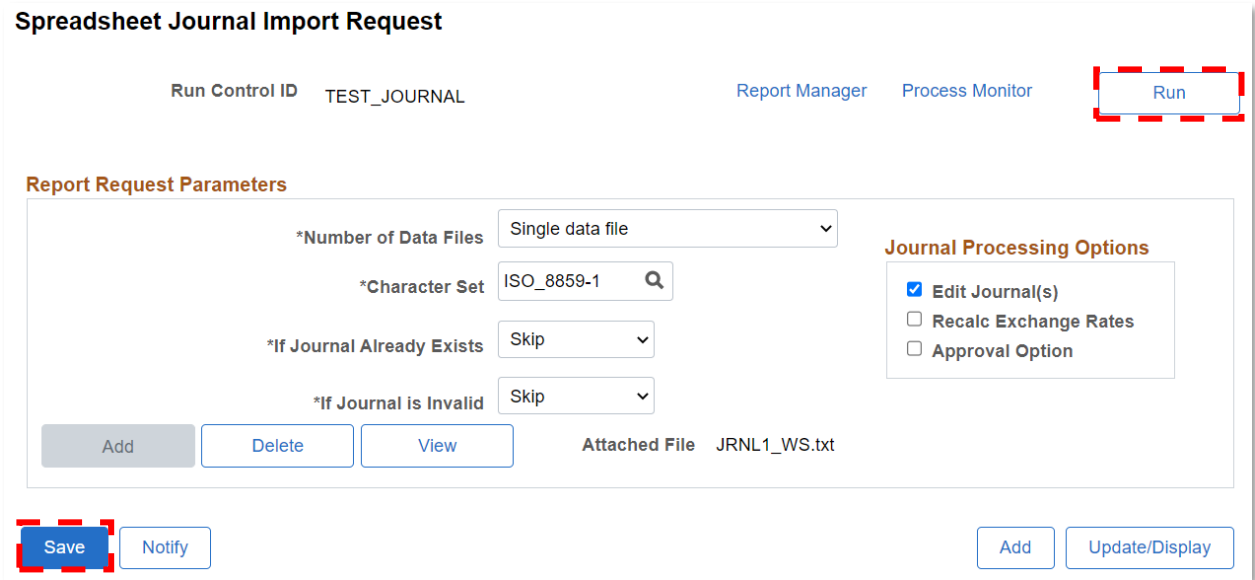 Spreadsheet Journal Import Request
Run Control ID TEST_JOURNAL Report Manager Process Monitor Run
Report Request Parameters
*Number of Data Files Single data file
Journal Processing Options
*Character Set ISO_8859-1
Edit Journal(s)
Recalc Exchange Rates
Approval Option
*If Journal Already Exists Skip
*If Journal is Invalid Skip
Add Delete View Attached File JRNL1_WS.txt
Save Notify Add Update/Display